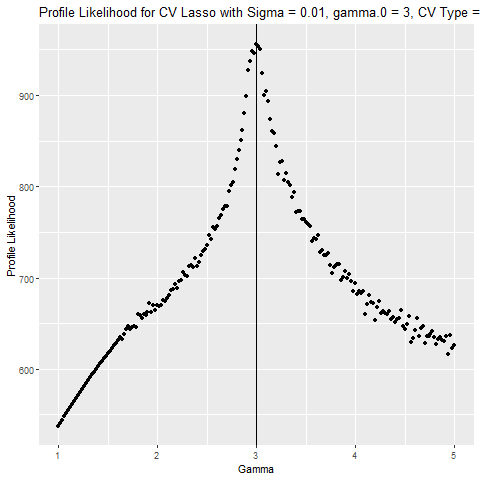 Profile Likelihood for CV Lasso with Sigma = 0.01, gamma.0 = 3, CV Type =
900
800
700
600
Profile Likelihood
1 2 3 4 5
Gamma